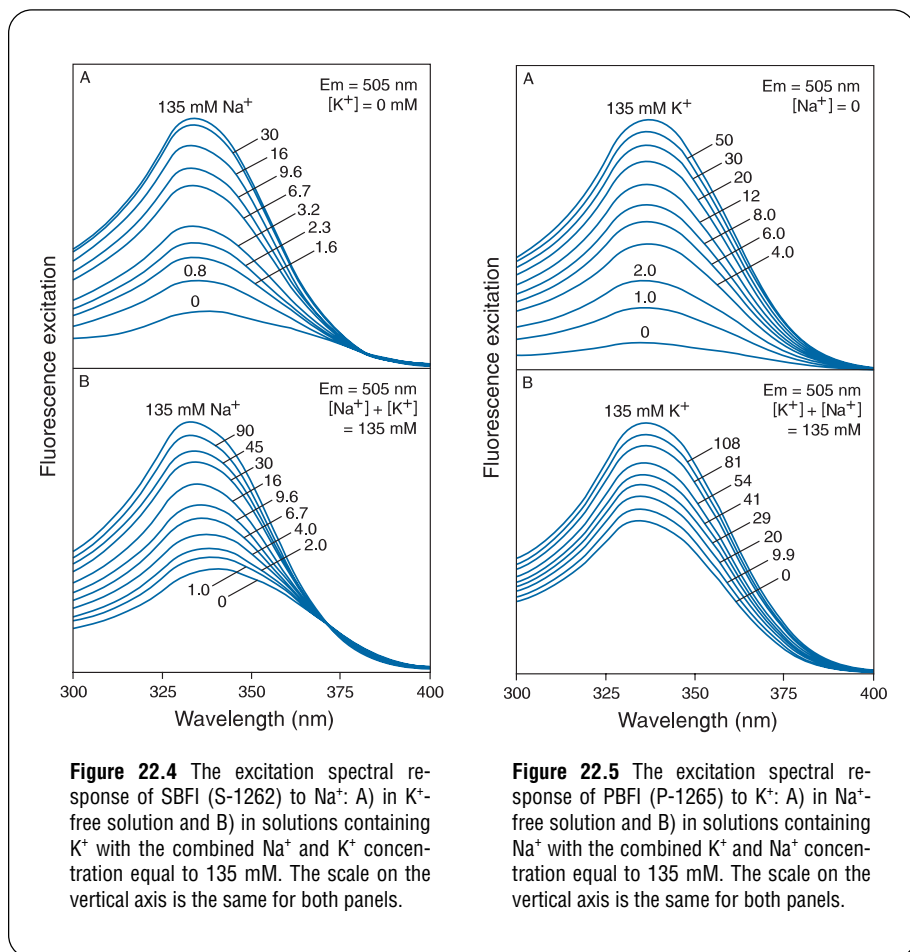 Fluorescence excitation
A
Em = 505 nm
[K⁺] = 0 mM
135 mM Na⁺
30
16
9.6
6.7
3.2
2.3
1.6
0.8
0
B
Em = 505 nm
[Na⁺] + [K⁺]
= 135 mM
135 mM Na⁺
90
45
30
16
9.6
6.7
4.0
2.0
1.0
0
300 325 350 375 400
Wavelength (nm)
Figure 22.4 The excitation spectral re-
sponse of SBFI (S-1262) to Na⁺: A) in K⁺-
free solution and B) in solutions containing
K⁺ with the combined Na⁺ and K⁺ concen-
tration equal to 135 mM. The scale on the
vertical axis is the same for both panels.
Fluorescence excitation
A
Em = 505 nm
[Na⁺] = 0
135 mM K⁺
50
30
20
12
8.0
6.0
4.0
2.0
1.0
0
B
Em = 505 nm
[K⁺] + [Na⁺]
= 135 mM
135 mM K⁺
108
81
54
41
29
20
9.9
0
300 325 350 375 400
Wavelength (nm)
Figure 22.5 The excitation spectral re-
sponse of PBFI (P-1265) to K⁺: A) in Na⁺-
free solution and B) in solutions containing
Na⁺ with the combined K⁺ and Na⁺ concen-
tration equal to 135 mM. The scale on the
vertical axis is the same for both panels.